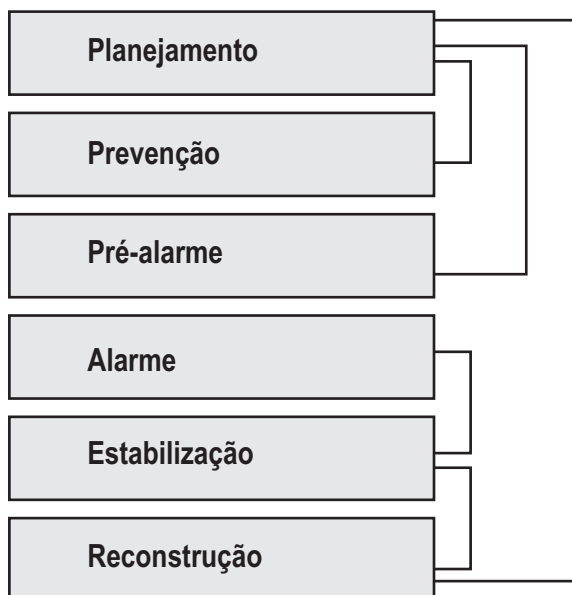 Planejamento
Prevenção
Pré-alarme
Alarme
Estabilização
Reconstrução